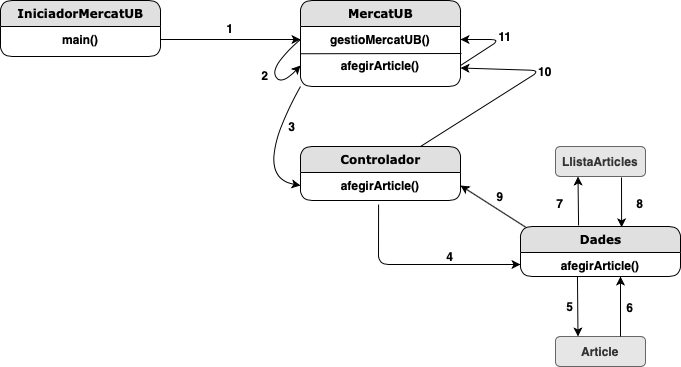 IniciadorMercatUB
main()
1
MercatUB
gestioMercatUB()
afegirArticle()
11
2
10
3
Controlador
afegirArticle()
LlistaArticles
9
7
8
Dades
afegirArticle()
4
5
6
Article